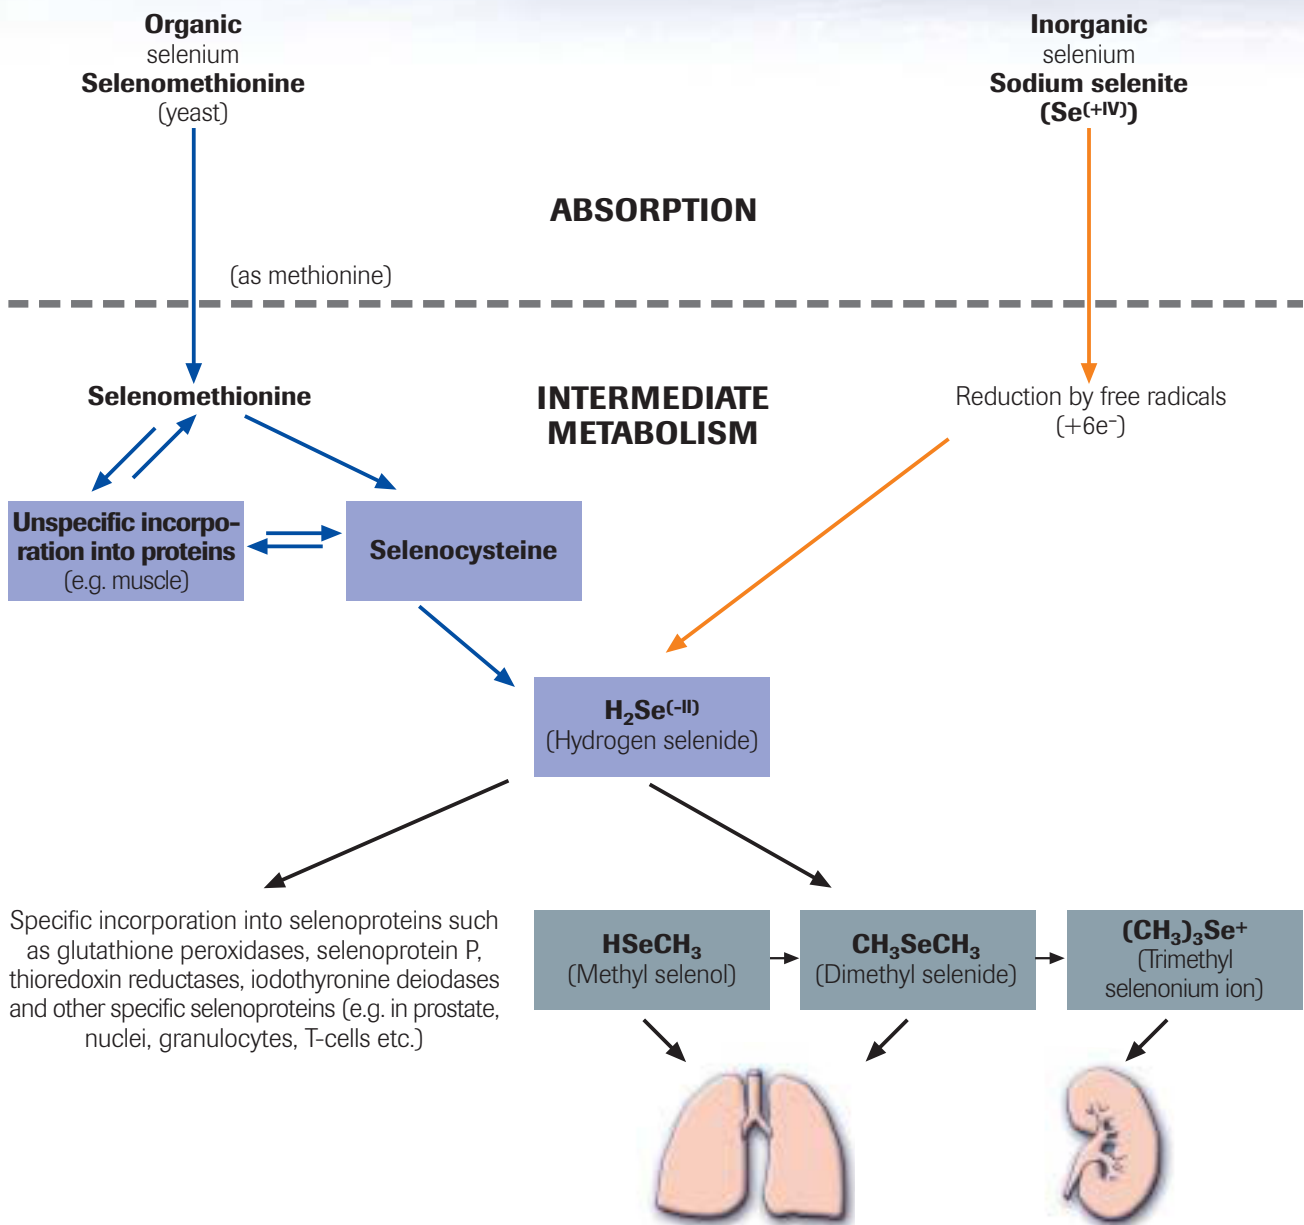 Organic
selenium
Selenomethionine
(yeast)
Inorganic
selenium
Sodium selenite
(Se(+IV))
ABSORPTION
(as methionine)
Selenomethionine
INTERMEDIATE
METABOLISM
Reduction by free radicals
(+6e⁻)
Unspecific incorpo-
ration into proteins
(e.g. muscle)
Selenocysteine
H₂Se(-II)
(Hydrogen selenide)
Specific incorporation into selenoproteins such
as glutathione peroxidases, selenoprotein P,
thioredoxin reductases, iodothyronine deiodases
and other specific selenoproteins (e.g. in prostate,
nuclei, granulocytes, T-cells etc.)
HSeCH₃
(Methyl selenol)
CH₃SeCH₃
(Dimethyl selenide)
(CH₃)₃Se⁺
(Trimethyl
selenonium ion)